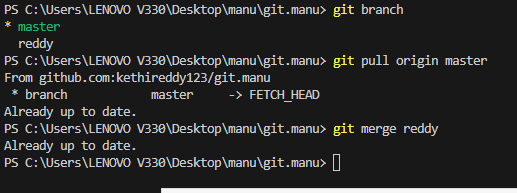 PS C:\Users\LENOVO V330\Desktop\manu\git.manu> git branch
* master
  reddy
PS C:\Users\LENOVO V330\Desktop\manu\git.manu> git pull origin master
From github.com:kethireddy123/git.manu
 * branch            master     -> FETCH_HEAD
Already up to date.
PS C:\Users\LENOVO V330\Desktop\manu\git.manu> git merge reddy
Already up to date.
PS C:\Users\LENOVO V330\Desktop\manu\git.manu>